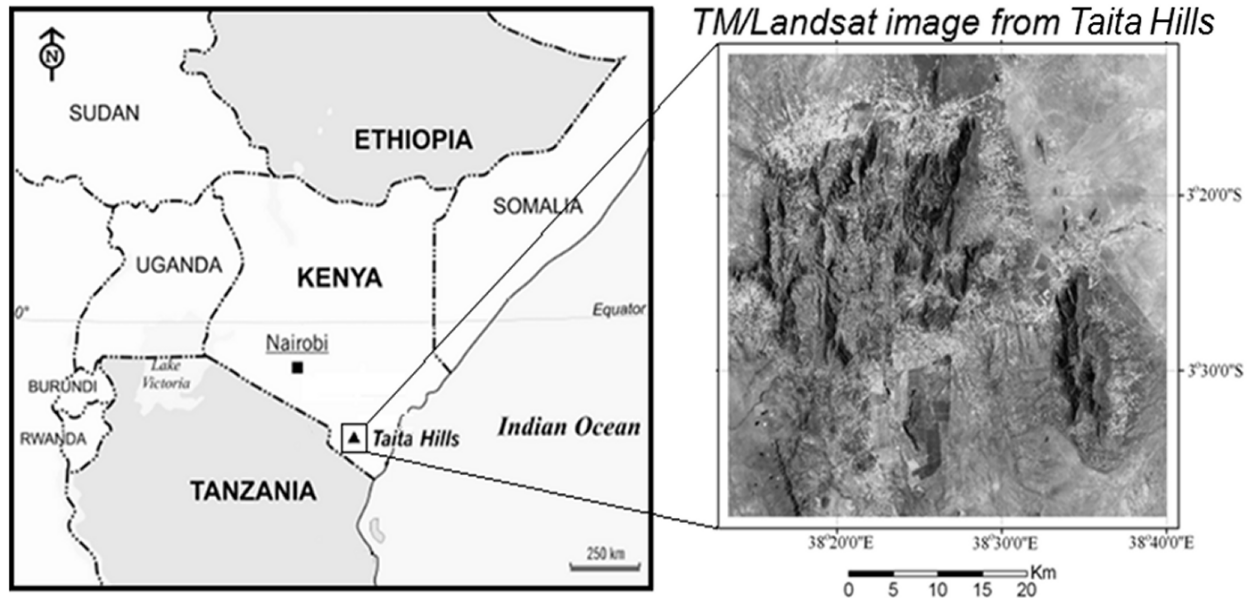 TM/Landsat image from Taita Hills
N
SUDAN
ETHIOPIA
SOMALIA
UGANDA
KENYA
0°
Equator
Nairobi
Lake
Victoria
BURUNDI
RWANDA
Taita Hills
Indian Ocean
TANZANIA
250 km
3°20'0"S
3°30'0"S
38°20'0"E
38°30'0"E
38°40'0"E
Km
0 5 10 15 20